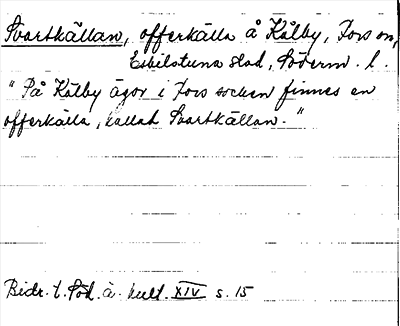 Svartkällan, offerkälla å Kälby, Fors sn,
Eskilstuna stad, Söderm. l.
"På Kälby ägor i Fors socken finnes en
offerkälla, kallad Svartkällan."
Bidr. t. Söd. ä. kult. XIV s. 15